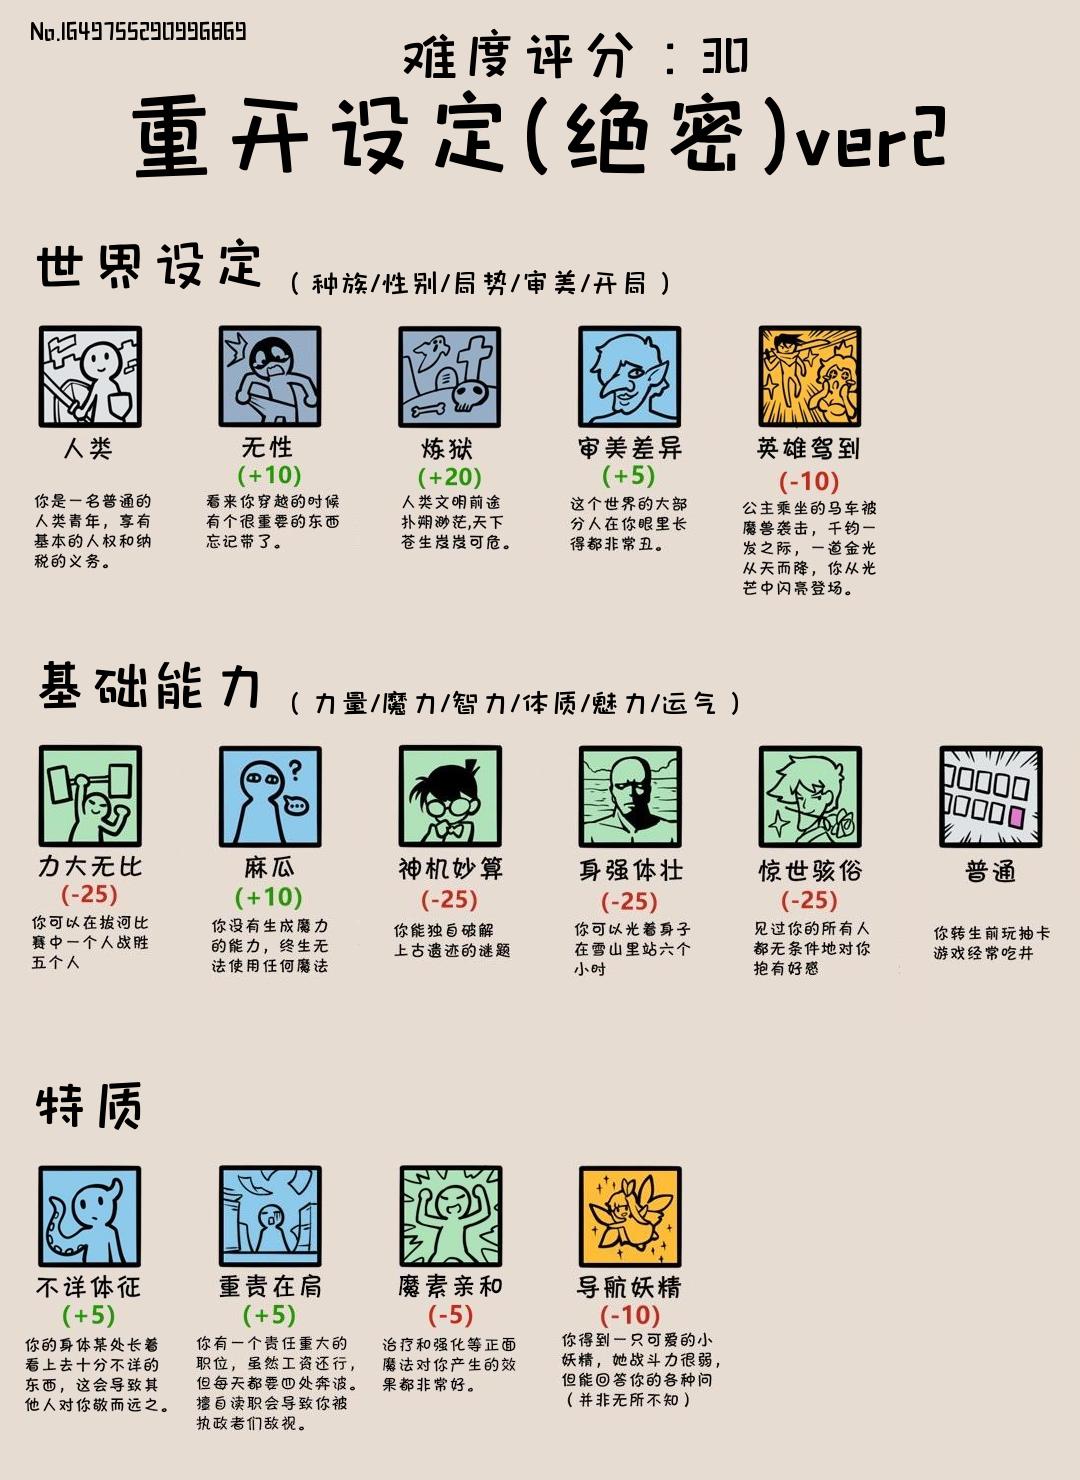 No.1649755290996869
难度评分：30
重开设定(绝密)ver2
世界设定（种族/性别/局势/审美/开局）
人类
你是一名普通的
人类青年，享有
基本的人权和纳
税的义务。
无性
(+10)
看来你穿越的时候
有个很重要的东西
忘记带了。
炼狱
(+20)
人类文明前途
扑朔渺茫,天下
苍生岌岌可危。
审美差异
(+5)
这个世界的大部
分人在你眼里长
得都非常丑。
英雄驾到
(-10)
公主乘坐的马车被
魔兽袭击，千钧一
发之际，一道金光
从天而降，你从光
芒中闪亮登场。
基础能力（力量/魔力/智力/体质/魅力/运气）
力大无比
(-25)
你可以在拔河比
赛中一个人战胜
五个人
麻瓜
(+10)
你没有生成魔力
的能力，终生无
法使用任何魔法
神机妙算
(-25)
你能独自破解
上古遗迹的谜题
身强体壮
(-25)
你可以光着身子
在雪山里站六个
小时
惊世骇俗
(-25)
见过你的所有人
都无条件地对你
抱有好感
普通
你转生前玩抽卡
游戏经常吃井
特质
不详体征
(+5)
你的身体某处长着
看上去十分不详的
东西，这会导致其
他人对你敬而远之。
重责在肩
(+5)
你有一个责任重大的
职位，虽然工资还行，
但每天都要四处奔波。
擅自渎职会导致你被
执政者们敌视。
魔素亲和
(-5)
治疗和强化等正面
魔法对你产生的效
果都非常好。
导航妖精
(-10)
你得到一只可爱的小
妖精，她战斗力很弱，
但能回答你的各种问
（并非无所不知）